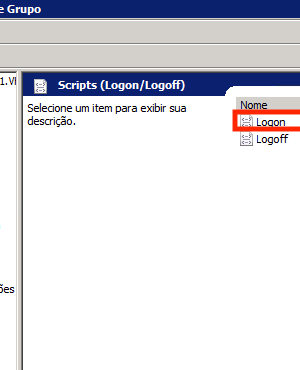 e Grupo
1.VI
Scripts (Logon/Logoff)
Selecione um item para exibir sua
descrição.
Nome
Logon
Logoff
ões